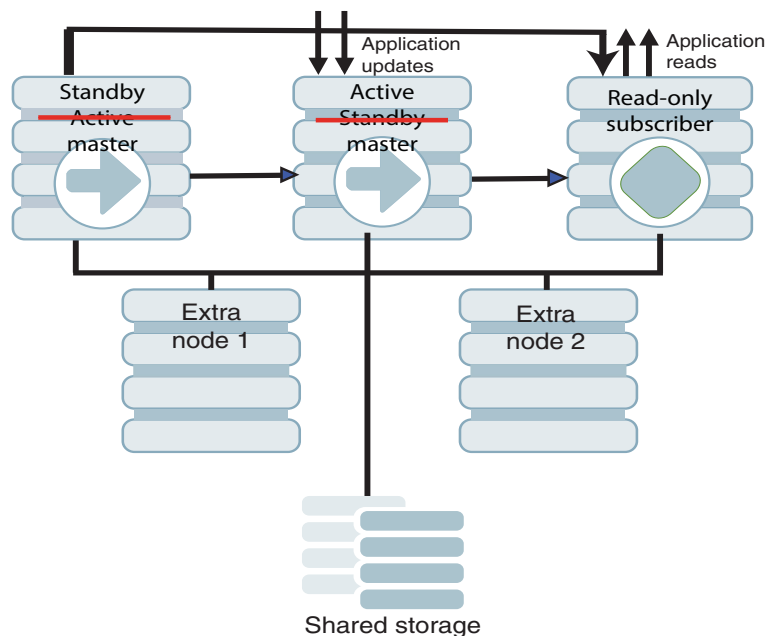 Application
updates
Application
reads
Standby
Active
master
Active
Standby
master
Read-only
subscriber
Extra
node 1
Extra
node 2
Shared storage